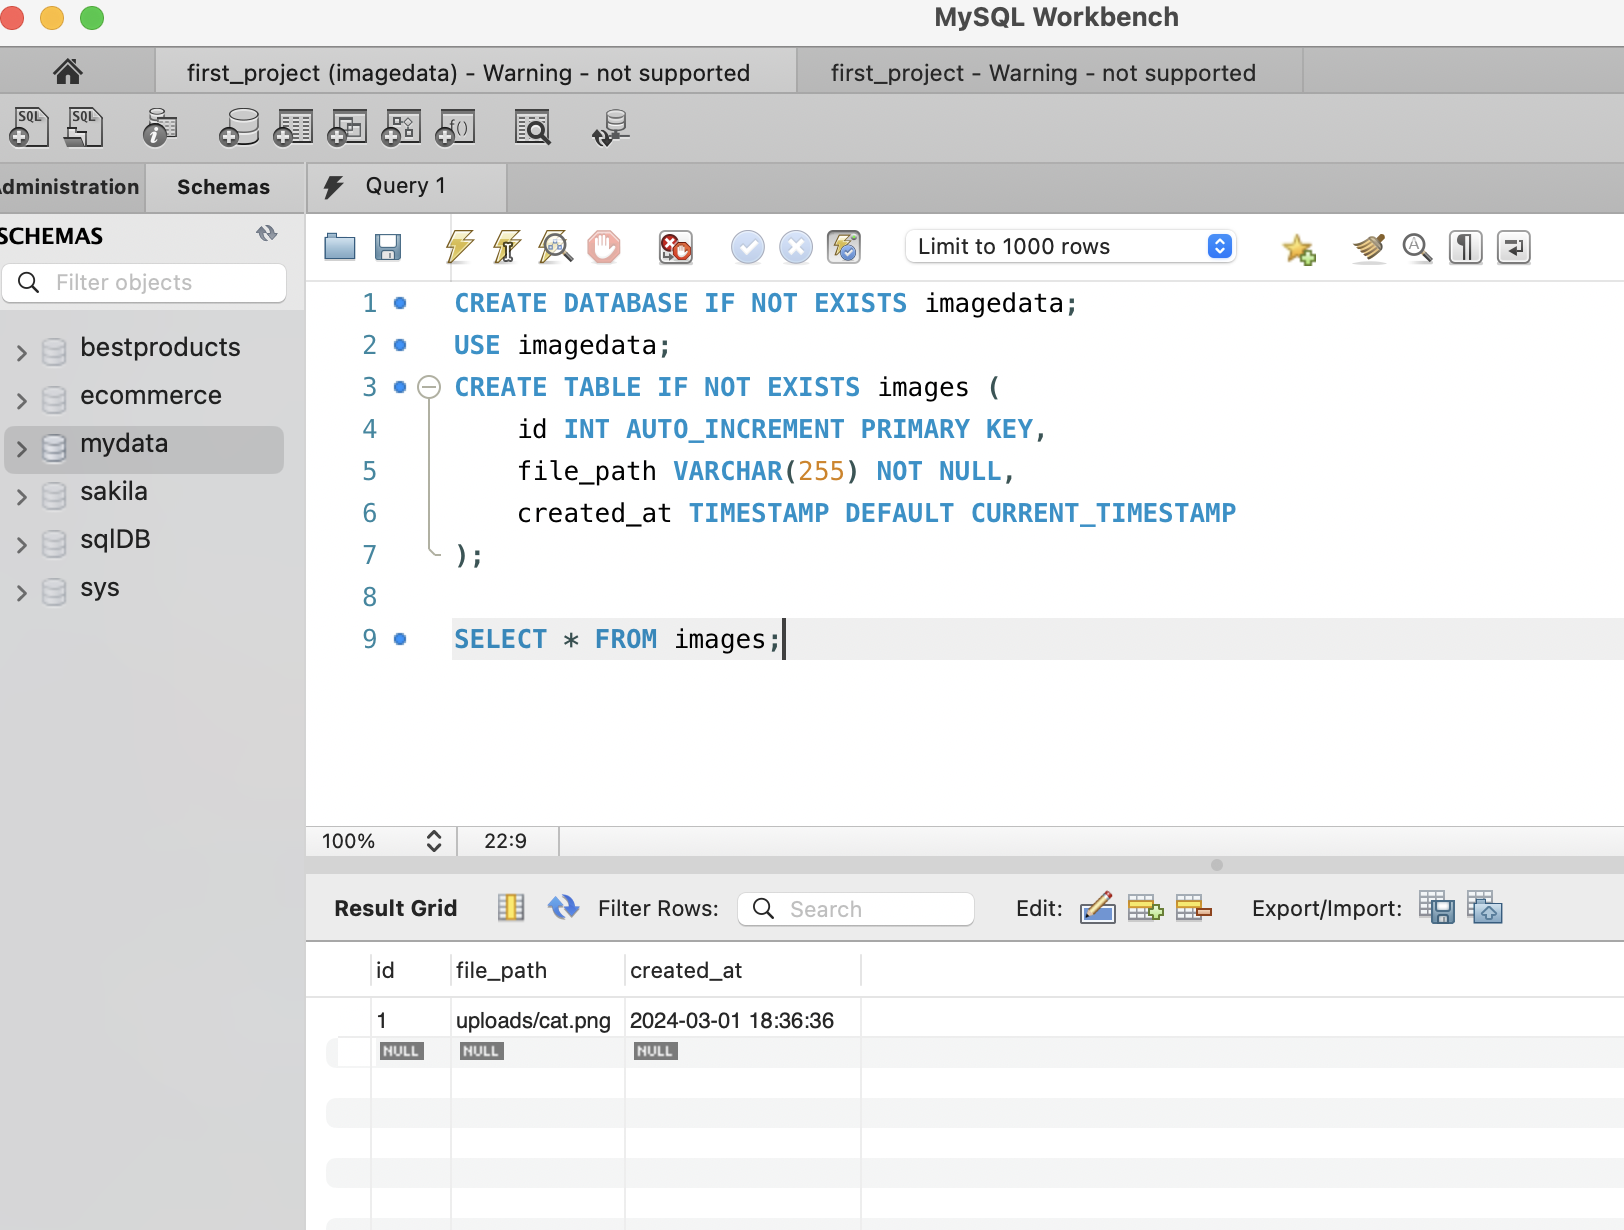 MySQL Workbench
first_project (imagedata) - Warning - not supported
first_project - Warning - not supported
SQL
SQL
dministration
Schemas
Query 1
SCHEMAS
Filter objects
bestproducts
ecommerce
mydata
sakila
sqlDB
sys
Limit to 1000 rows
1 CREATE DATABASE IF NOT EXISTS imagedata;
2 USE imagedata;
3 CREATE TABLE IF NOT EXISTS images (
4 id INT AUTO_INCREMENT PRIMARY KEY,
5 file_path VARCHAR(255) NOT NULL,
6 created_at TIMESTAMP DEFAULT CURRENT_TIMESTAMP
7 );
8
9 SELECT * FROM images;
100% 22:9
Result Grid Filter Rows: Search Edit: Export/Import:
id file_path created_at
1 uploads/cat.png 2024-03-01 18:36:36
NULL NULL NULL